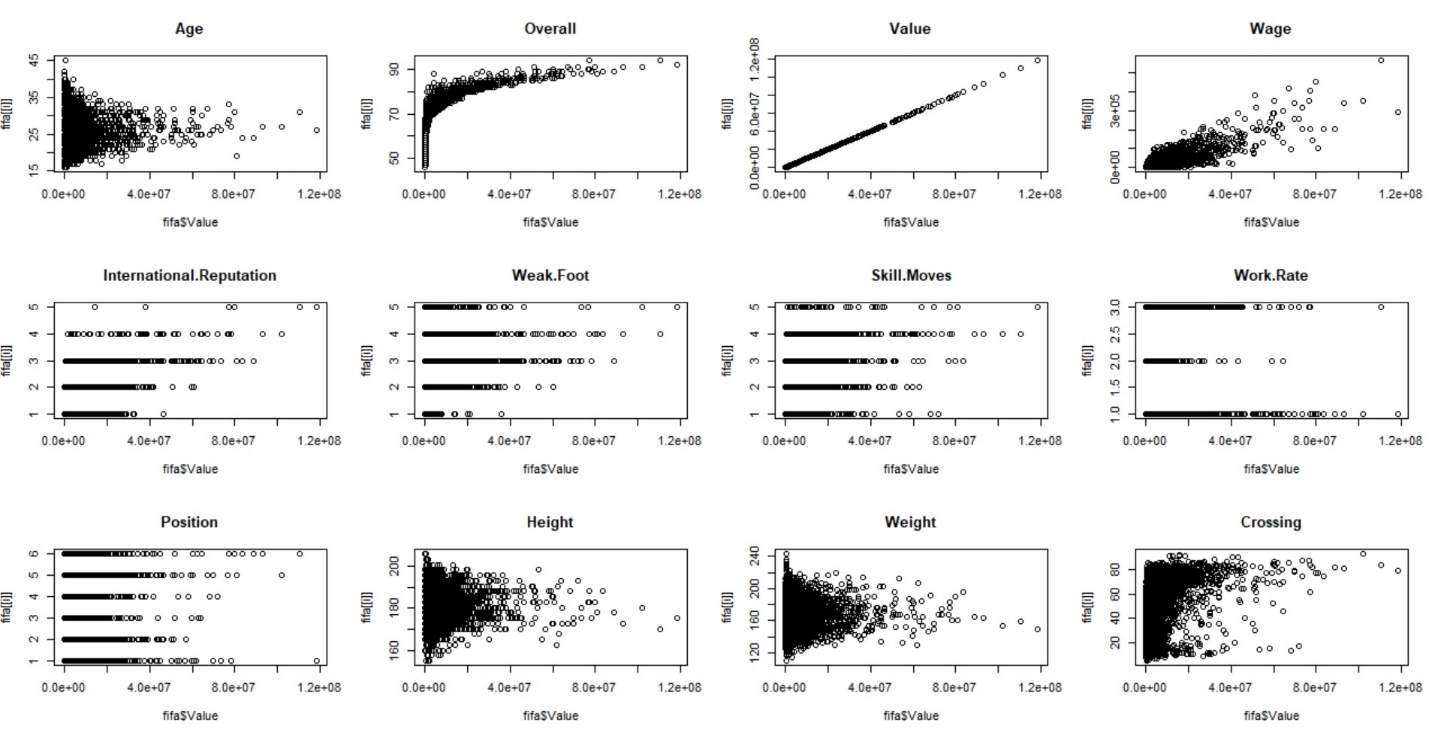 Age Overall Value Wage
fifa[[i]] 15 25 35 45
0.0e+00 4.0e+07 8.0e+07 1.2e+08
fifa$Value
fifa[[i]] 50 70 90
0.0e+00 4.0e+07 8.0e+07 1.2e+08
fifa$Value
fifa[[i]] 0.0e+00 6.0e+07 1.2e+08
0.0e+00 4.0e+07 8.0e+07 1.2e+08
fifa$Value
fifa[[i]] 0e+00 3e+05
0.0e+00 4.0e+07 8.0e+07 1.2e+08
fifa$Value
International.Reputation Weak.Foot Skill.Moves Work.Rate
fifa[[i]] 1 2 3 4 5
0.0e+00 4.0e+07 8.0e+07 1.2e+08
fifa$Value
fifa[[i]] 1 2 3 4 5
0.0e+00 4.0e+07 8.0e+07 1.2e+08
fifa$Value
fifa[[i]] 1 2 3 4 5
0.0e+00 4.0e+07 8.0e+07 1.2e+08
fifa$Value
fifa[[i]] 1.0 1.5 2.0 2.5 3.0
0.0e+00 4.0e+07 8.0e+07 1.2e+08
fifa$Value
Position Height Weight Crossing
fifa[[i]] 1 2 3 4 5 6
0.0e+00 4.0e+07 8.0e+07 1.2e+08
fifa$Value
fifa[[i]] 160 180 200
0.0e+00 4.0e+07 8.0e+07 1.2e+08
fifa$Value
fifa[[i]] 120 160 200 240
0.0e+00 4.0e+07 8.0e+07 1.2e+08
fifa$Value
fifa[[i]] 20 40 60 80
0.0e+00 4.0e+07 8.0e+07 1.2e+08
fifa$Value